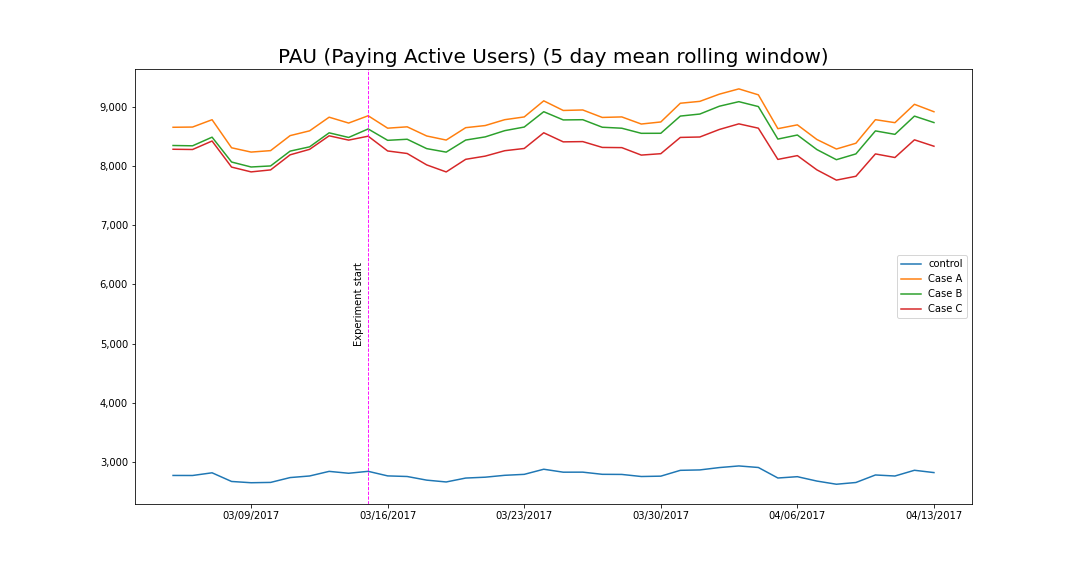 PAU (Paying Active Users) (5 day mean rolling window)
9,000
8,000
7,000
6,000
5,000
4,000
3,000
Experiment start
control
Case A
Case B
Case C
03/09/2017
03/16/2017
03/23/2017
03/30/2017
04/06/2017
04/13/2017